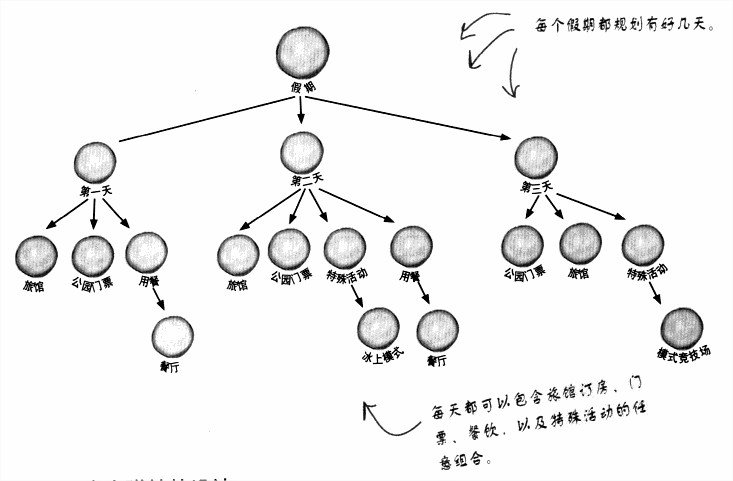 每个假期都规划有好几天。
假期
第一天
第二天
第三天
旅馆
公园门票
用餐
旅馆
公园门票
特殊活动
用餐
公园门票
旅馆
特殊活动
餐厅
冰上模式
餐厅
模式竞技场
每天都可以包含旅馆订房、门
票、餐饮，以及特殊活动的任
意组合。